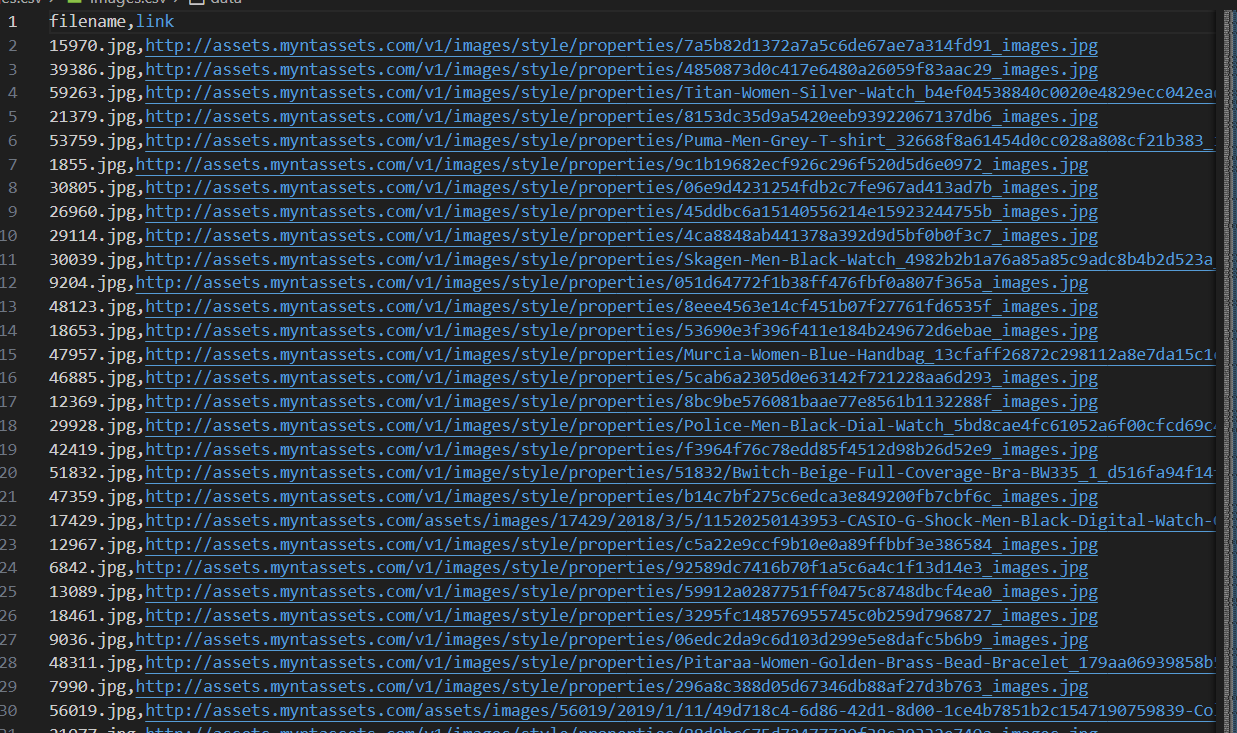 images.csv data
1 filename,link
2 15970.jpg,http://assets.myntassets.com/v1/images/style/properties/7a5b82d1372a7a5c6de67ae7a314fd91_images.jpg
3 39386.jpg,http://assets.myntassets.com/v1/images/style/properties/4850873d0c417e6480a26059f83aac29_images.jpg
4 59263.jpg,http://assets.myntassets.com/v1/images/style/properties/Titan-Women-Silver-Watch_b4ef04538840c0020e4829ecc042ead
5 21379.jpg,http://assets.myntassets.com/v1/images/style/properties/8153dc35d9a5420eeb93922067137db6_images.jpg
6 53759.jpg,http://assets.myntassets.com/v1/images/style/properties/Puma-Men-Grey-T-shirt_32668f8a61454d0cc028a808cf21b383_
7 1855.jpg,http://assets.myntassets.com/v1/images/style/properties/9c1b19682ecf926c296f520d5d6e0972_images.jpg
8 30805.jpg,http://assets.myntassets.com/v1/images/style/properties/06e9d4231254fdb2c7fe967ad413ad7b_images.jpg
9 26960.jpg,http://assets.myntassets.com/v1/images/style/properties/45ddbc6a15140556214e15923244755b_images.jpg
10 29114.jpg,http://assets.myntassets.com/v1/images/style/properties/4ca8848ab441378a392d9d5bf0b0f3c7_images.jpg
11 30039.jpg,http://assets.myntassets.com/v1/images/style/properties/Skagen-Men-Black-Watch_4982b2b1a76a85a85c9adc8b4b2d523a
12 9204.jpg,http://assets.myntassets.com/v1/images/style/properties/051d64772f1b38ff476fbf0a807f365a_images.jpg
13 48123.jpg,http://assets.myntassets.com/v1/images/style/properties/8eee4563e14cf451b07f27761fd6535f_images.jpg
14 18653.jpg,http://assets.myntassets.com/v1/images/style/properties/53690e3f396f411e184b249672d6ebae_images.jpg
15 47957.jpg,http://assets.myntassets.com/v1/images/style/properties/Murcia-Women-Blue-Handbag_13cfaff26872c298112a8e7da15c1
16 46885.jpg,http://assets.myntassets.com/v1/images/style/properties/5cab6a2305d0e63142f721228aa6d293_images.jpg
17 12369.jpg,http://assets.myntassets.com/v1/images/style/properties/8bc9be576081baae77e8561b1132288f_images.jpg
18 29928.jpg,http://assets.myntassets.com/v1/images/style/properties/Police-Men-Black-Dial-Watch_5bd8cae4fc61052a6f00cfcd69c
19 42419.jpg,http://assets.myntassets.com/v1/images/style/properties/f3964f76c78edd85f4512d98b26d52e9_images.jpg
20 51832.jpg,http://assets.myntassets.com/v1/images/style/properties/51832/Bwitch-Beige-Full-Coverage-Bra-BW335_1_d516fa94f14
21 47359.jpg,http://assets.myntassets.com/v1/images/style/properties/b14c7bf275c6edca3e849200fb7cbf6c_images.jpg
22 17429.jpg,http://assets.myntassets.com/assets/images/17429/2018/3/5/11520250143953-CASIO-G-Shock-Men-Black-Digital-Watch-
23 12967.jpg,http://assets.myntassets.com/v1/images/style/properties/c5a22e9ccf9b10e0a89ffbbf3e386584_images.jpg
24 6842.jpg,http://assets.myntassets.com/v1/images/style/properties/92589dc7416b70f1a5c6a4c1f13d14e3_images.jpg
25 13089.jpg,http://assets.myntassets.com/v1/images/style/properties/59912a0287751ff0475c8748dbcf4ea0_images.jpg
26 18461.jpg,http://assets.myntassets.com/v1/images/style/properties/3295fc148576955745c0b259d7968727_images.jpg
27 9036.jpg,http://assets.myntassets.com/v1/images/style/properties/06edc2da9c6d103d299e5e8dafc5b6b9_images.jpg
28 48311.jpg,http://assets.myntassets.com/v1/images/style/properties/Pitaraa-Women-Golden-Brass-Bead-Bracelet_179aa06939858b
29 7990.jpg,http://assets.myntassets.com/v1/images/style/properties/296a8c388d05d67346db88af27d3b763_images.jpg
30 56019.jpg,http://assets.myntassets.com/assets/images/56019/2019/1/11/49d718c4-6d86-42d1-8d00-1ce4b7851b2c1547190759839-Co